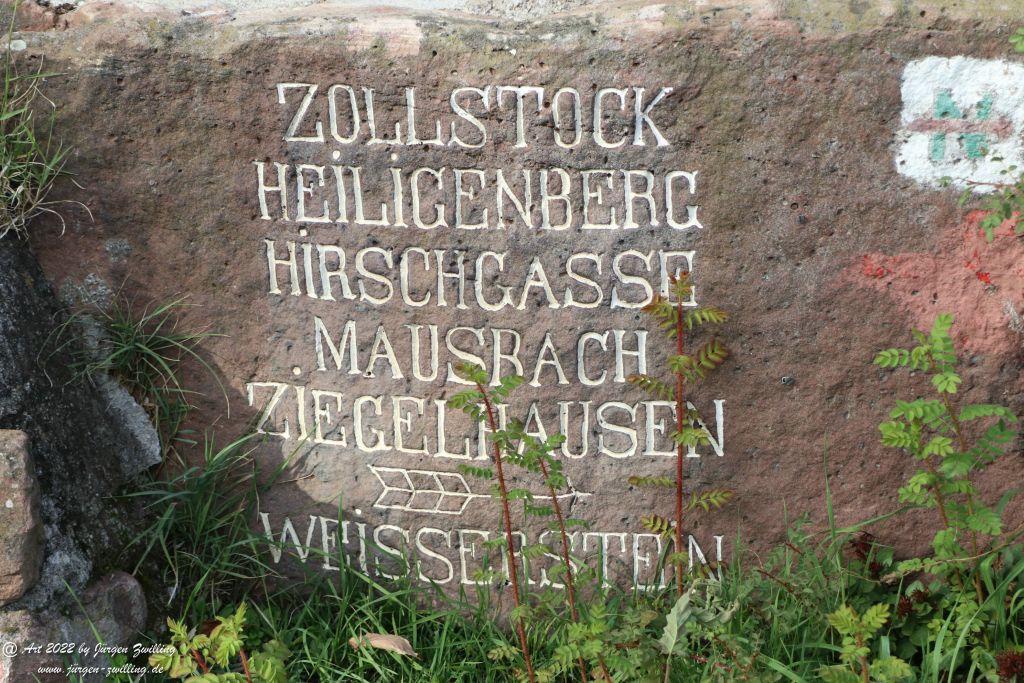 ZOLLSTOCK
HEiLiGENBERG
HiRSCHGASSE
MAUSBACH
ZiEGELHAUSEN
WEiSSERSTEiN
@ Art 2022 by Jürgen Zwilling
www.jürgen-zwilling.de